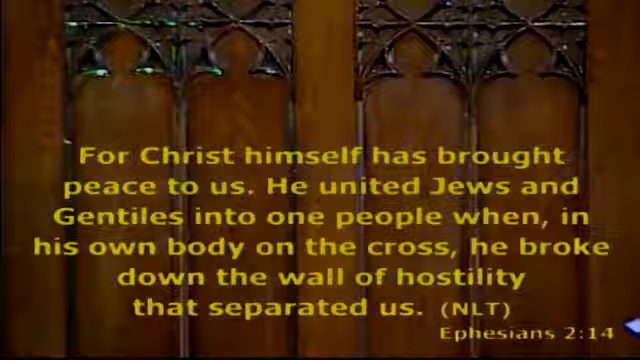 For Christ himself has brought
peace to us. He united Jews and
Gentiles into one people when, in
his own body on the cross, he broke
down the wall of hostility
that separated us. (NLT)
Ephesians 2:14